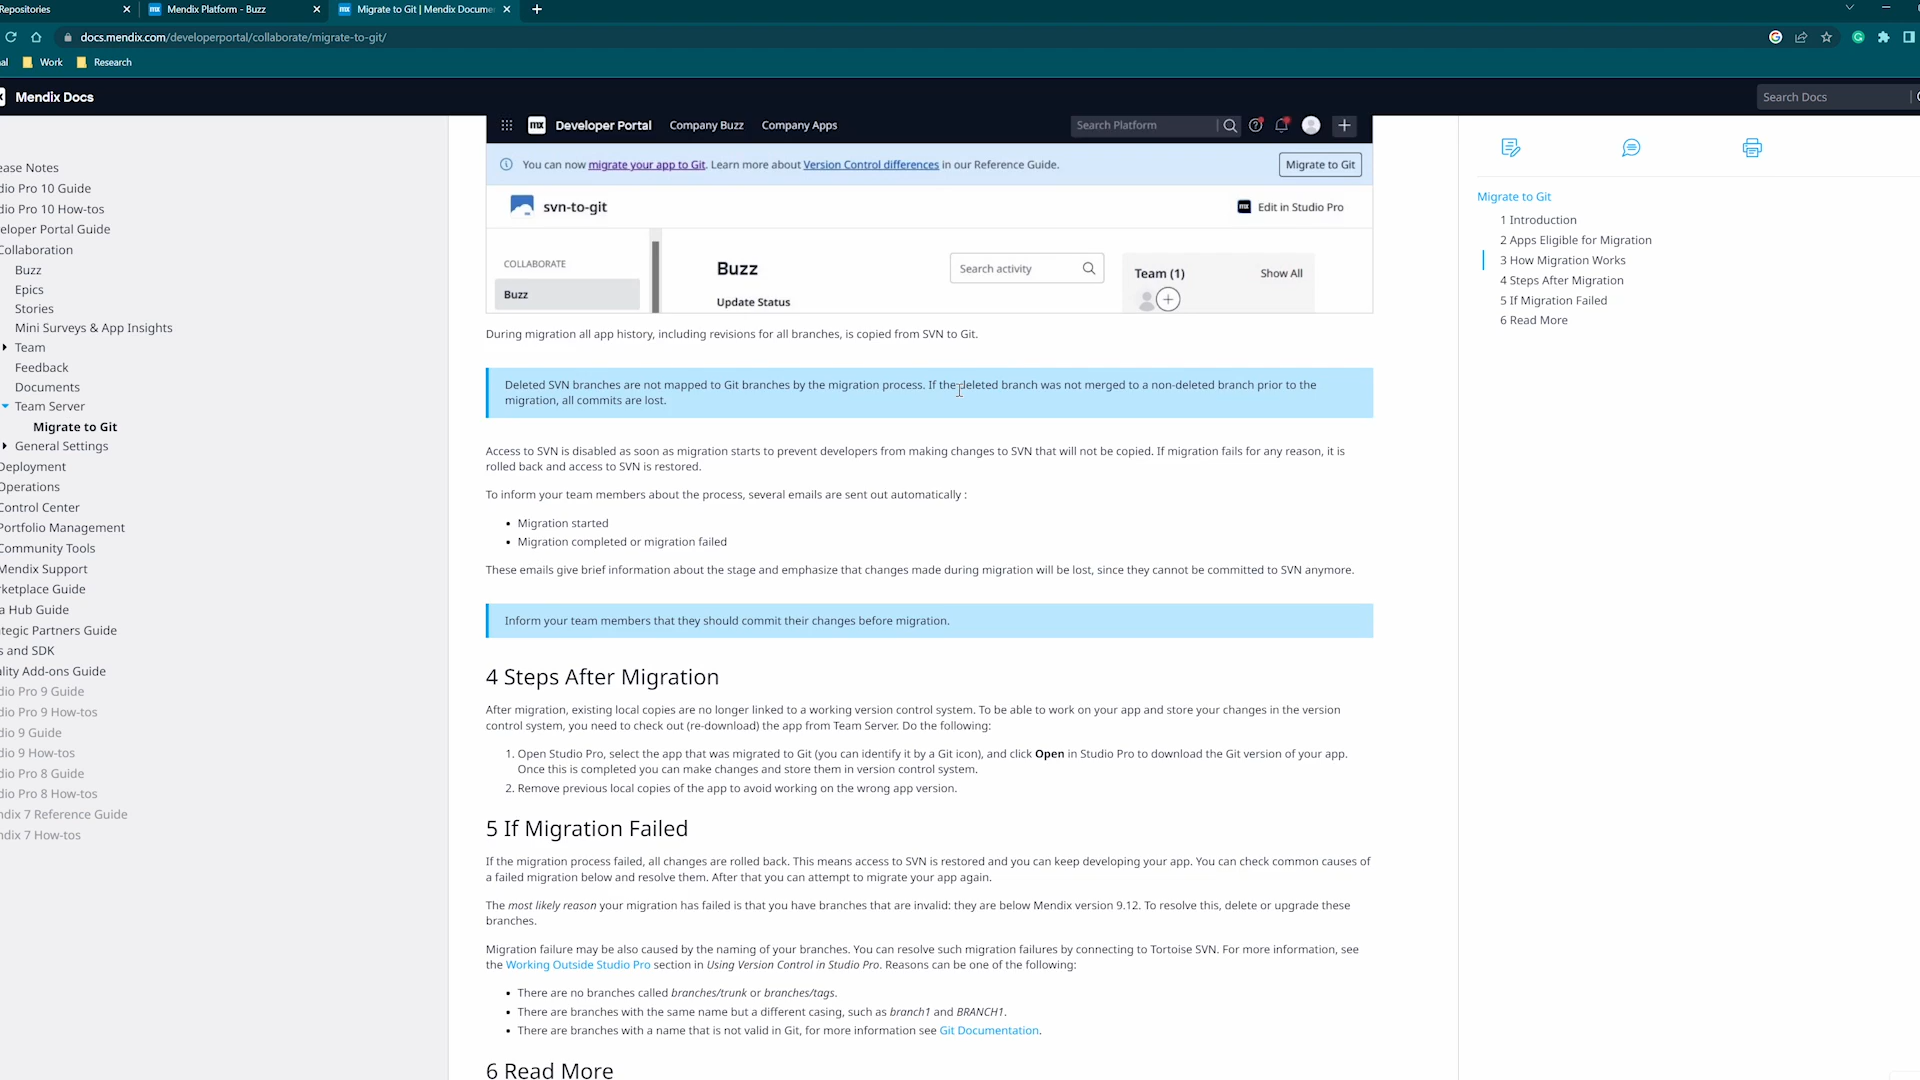 Repositories
Mendix Platform - Buzz
Migrate to Git | Mendix Docume
docs.mendix.com/developerportal/collaborate/migrate-to-git/
al
Work
Research
Mendix Docs
Search Docs
ease Notes
dio Pro 10 Guide
dio Pro 10 How-tos
eloper Portal Guide
Collaboration
Buzz
Epics
Stories
Mini Surveys & App Insights
Team
Feedback
Documents
Team Server
Migrate to Git
General Settings
Deployment
Operations
Control Center
Portfolio Management
Community Tools
Mendix Support
rketplace Guide
a Hub Guide
ategic Partners Guide
s and SDK
ality Add-ons Guide
dio Pro 9 Guide
dio Pro 9 How-tos
dio 9 Guide
dio 9 How-tos
dio Pro 8 Guide
dio Pro 8 How-tos
ndix 7 Reference Guide
ndix 7 How-tos
mx Developer Portal Company Buzz Company Apps Search Platform
You can now migrate your app to Git. Learn more about Version Control differences in our Reference Guide. Migrate to Git
svn-to-git
Edit in Studio Pro
COLLABORATE
Buzz
Buzz
Search activity
Update Status
Team (1) Show All
During migration all app history, including revisions for all branches, is copied from SVN to Git.
Deleted SVN branches are not mapped to Git branches by the migration process. If the deleted branch was not merged to a non-deleted branch prior to the
migration, all commits are lost.
Access to SVN is disabled as soon as migration starts to prevent developers from making changes to SVN that will not be copied. If migration fails for any reason, it is
rolled back and access to SVN is restored.
To inform your team members about the process, several emails are sent out automatically :
• Migration started
• Migration completed or migration failed
These emails give brief information about the stage and emphasize that changes made during migration will be lost, since they cannot be committed to SVN anymore.
Inform your team members that they should commit their changes before migration.
4 Steps After Migration
After migration, existing local copies are no longer linked to a working version control system. To be able to work on your app and store your changes in the version
control system, you need to check out (re-download) the app from Team Server. Do the following:
1. Open Studio Pro, select the app that was migrated to Git (you can identify it by a Git icon), and click Open in Studio Pro to download the Git version of your app.
Once this is completed you can make changes and store them in version control system.
2. Remove previous local copies of the app to avoid working on the wrong app version.
5 If Migration Failed
If the migration process failed, all changes are rolled back. This means access to SVN is restored and you can keep developing your app. You can check common causes of
a failed migration below and resolve them. After that you can attempt to migrate your app again.
The most likely reason your migration has failed is that you have branches that are invalid: they are below Mendix version 9.12. To resolve this, delete or upgrade these
branches.
Migration failure may be also caused by the naming of your branches. You can resolve such migration failures by connecting to Tortoise SVN. For more information, see
the Working Outside Studio Pro section in Using Version Control in Studio Pro. Reasons can be one of the following:
• There are no branches called branches/trunk or branches/tags.
• There are branches with the same name but a different casing, such as branch1 and BRANCH1.
• There are branches with a name that is not valid in Git, for more information see Git Documentation.
6 Read More
Migrate to Git
1 Introduction
2 Apps Eligible for Migration
3 How Migration Works
4 Steps After Migration
5 If Migration Failed
6 Read More